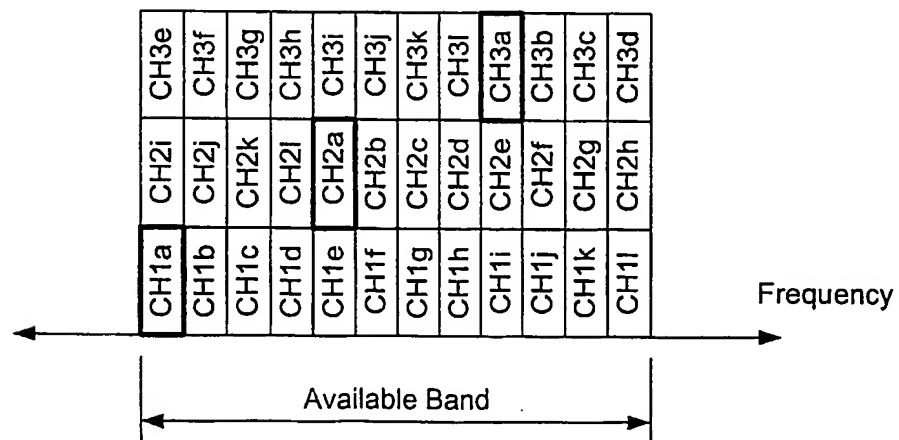 CH3e CH3f CH3g CH3h CH3i CH3j CH3k CH3l CH3a CH3b CH3c CH3d
CH2i CH2j CH2k CH2l CH2a CH2b CH2c CH2d CH2e CH2f CH2g CH2h
CH1a CH1b CH1c CH1d CH1e CH1f CH1g CH1h CH1i CH1j CH1k CH1l
Frequency
Available Band